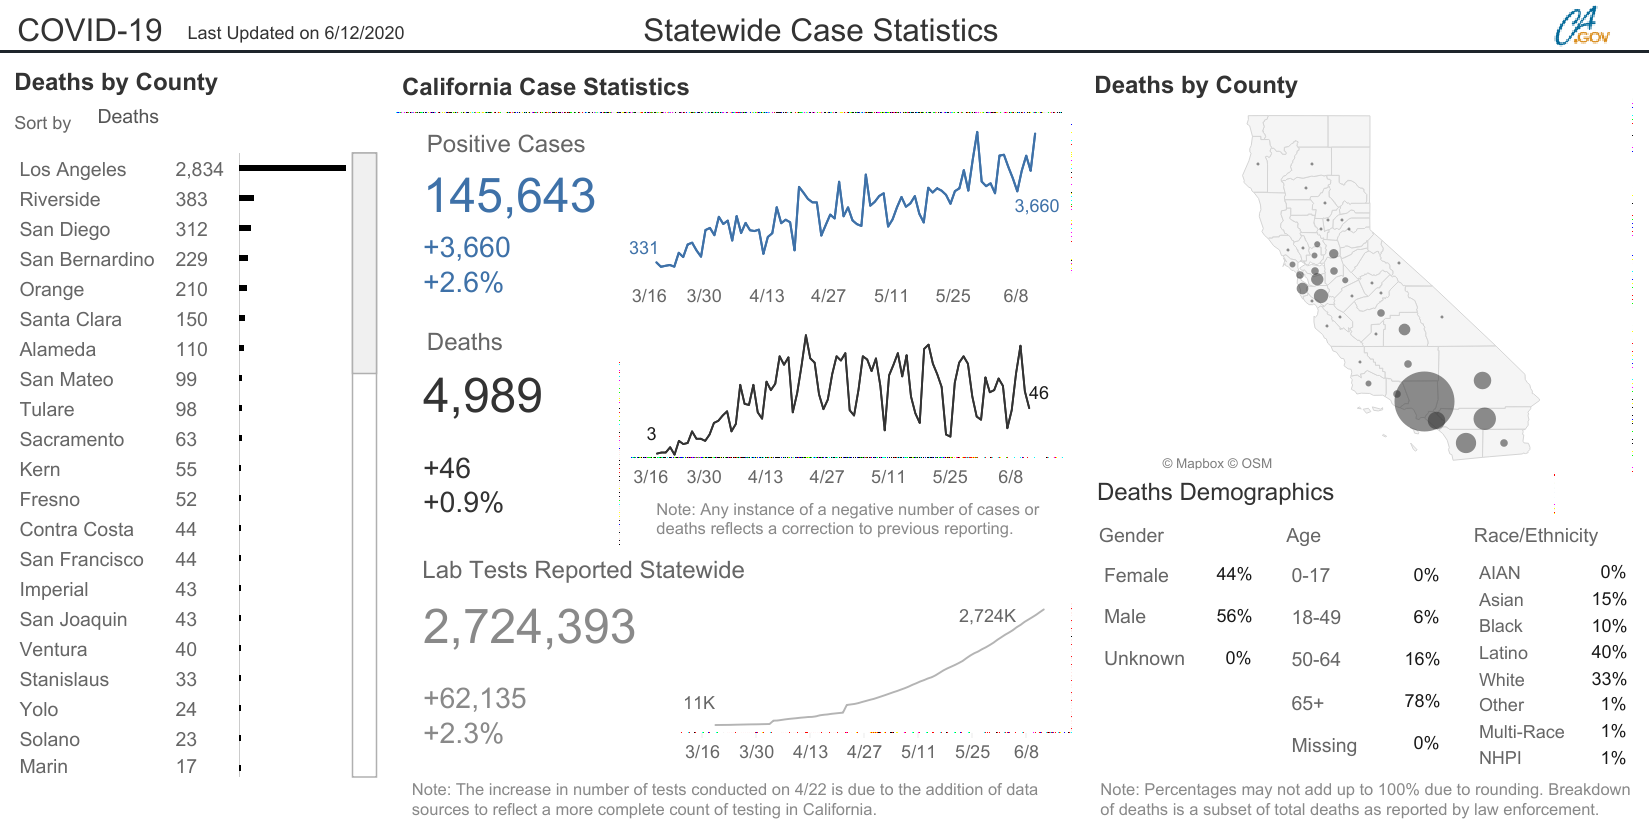 COVID-19 Last Updated on 6/12/2020
Statewide Case Statistics
CA.GOV
Deaths by County
Sort by Deaths
Los Angeles 2,834
Riverside 383
San Diego 312
San Bernardino 229
Orange 210
Santa Clara 150
Alameda 110
San Mateo 99
Tulare 98
Sacramento 63
Kern 55
Fresno 52
Contra Costa 44
San Francisco 44
Imperial 43
San Joaquin 43
Ventura 40
Stanislaus 33
Yolo 24
Solano 23
Marin 17
California Case Statistics
Positive Cases
145,643
+3,660
+2.6%
331
3,660
3/16 3/30 4/13 4/27 5/11 5/25 6/8
Deaths
4,989
+46
+0.9%
3
46
3/16 3/30 4/13 4/27 5/11 5/25 6/8
Note: Any instance of a negative number of cases or
deaths reflects a correction to previous reporting.
Lab Tests Reported Statewide
2,724,393
+62,135
+2.3%
11K
2,724K
3/16 3/30 4/13 4/27 5/11 5/25 6/8
Note: The increase in number of tests conducted on 4/22 is due to the addition of data
sources to reflect a more complete count of testing in California.
Deaths by County
© Mapbox © OSM
Deaths Demographics
Gender
Female 44%
Male 56%
Unknown 0%
Age
0-17 0%
18-49 6%
50-64 16%
65+ 78%
Missing 0%
Race/Ethnicity
AIAN 0%
Asian 15%
Black 10%
Latino 40%
White 33%
Other 1%
Multi-Race 1%
NHPI 1%
Note: Percentages may not add up to 100% due to rounding. Breakdown
of deaths is a subset of total deaths as reported by law enforcement.